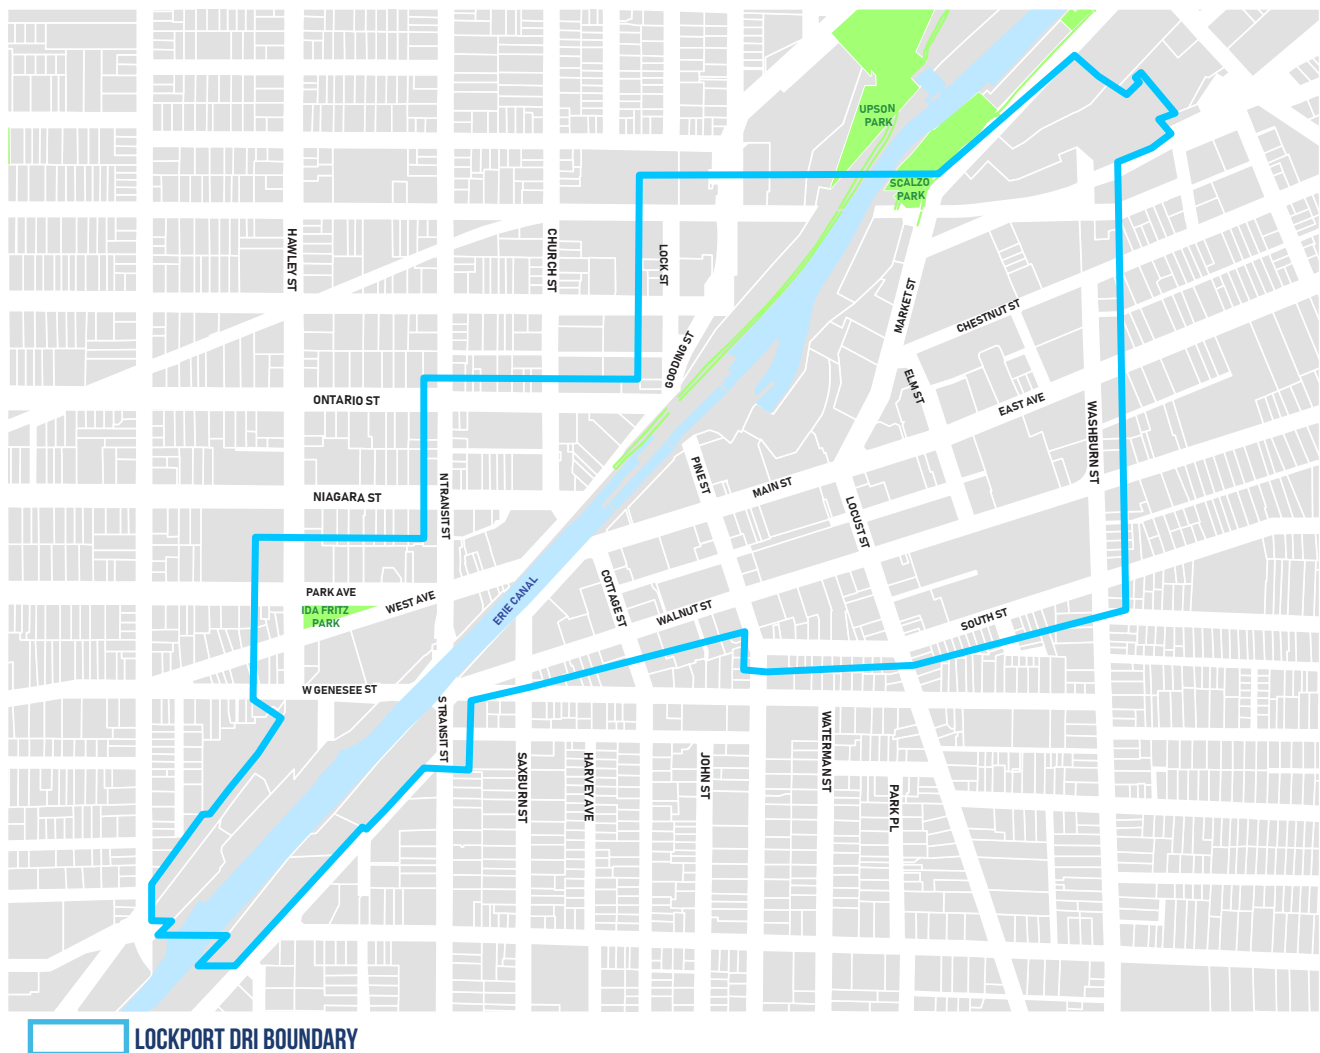 UPSON
PARK
SCALZO
PARK
HAWLEY ST
CHURCH ST
LOCK ST
MARKET ST
CHESTNUT ST
GOODING ST
ELM ST
ONTARIO ST
EAST AVE
WASHBURN ST
NIAGARA ST
N TRANSIT ST
PINE ST
MAIN ST
LOCUST ST
PARK AVE
IDA FRITZ
PARK
WEST AVE
ERIE CANAL
COTTAGE ST
WALNUT ST
SOUTH ST
W GENESEE ST
S TRANSIT ST
SAXBURN ST
HARVEY AVE
JOHN ST
WATERMAN ST
PARK PL
LOCKPORT DRI BOUNDARY